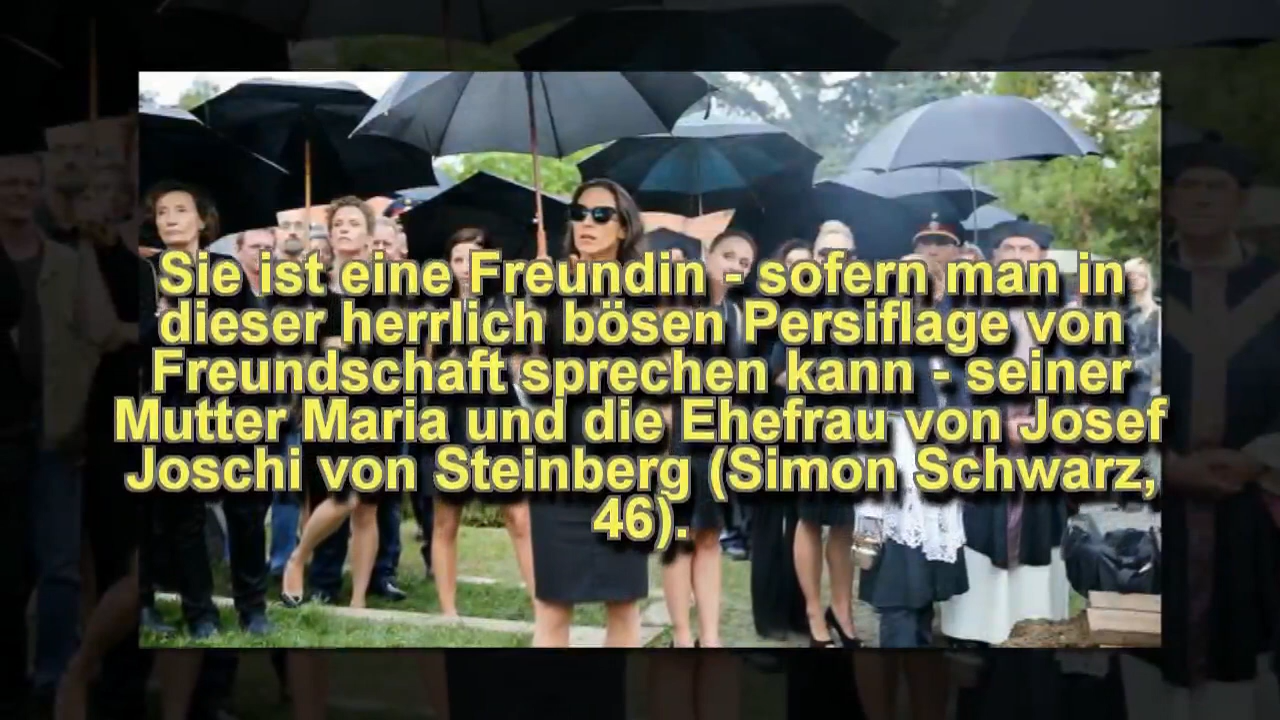 Sie ist eine Freundin - sofern man in
dieser herrlich bösen Persiflage von
Freundschaft sprechen kann - seiner
Mutter Maria und die Ehefrau von Josef
Joschi von Steinberg (Simon Schwarz,
46).